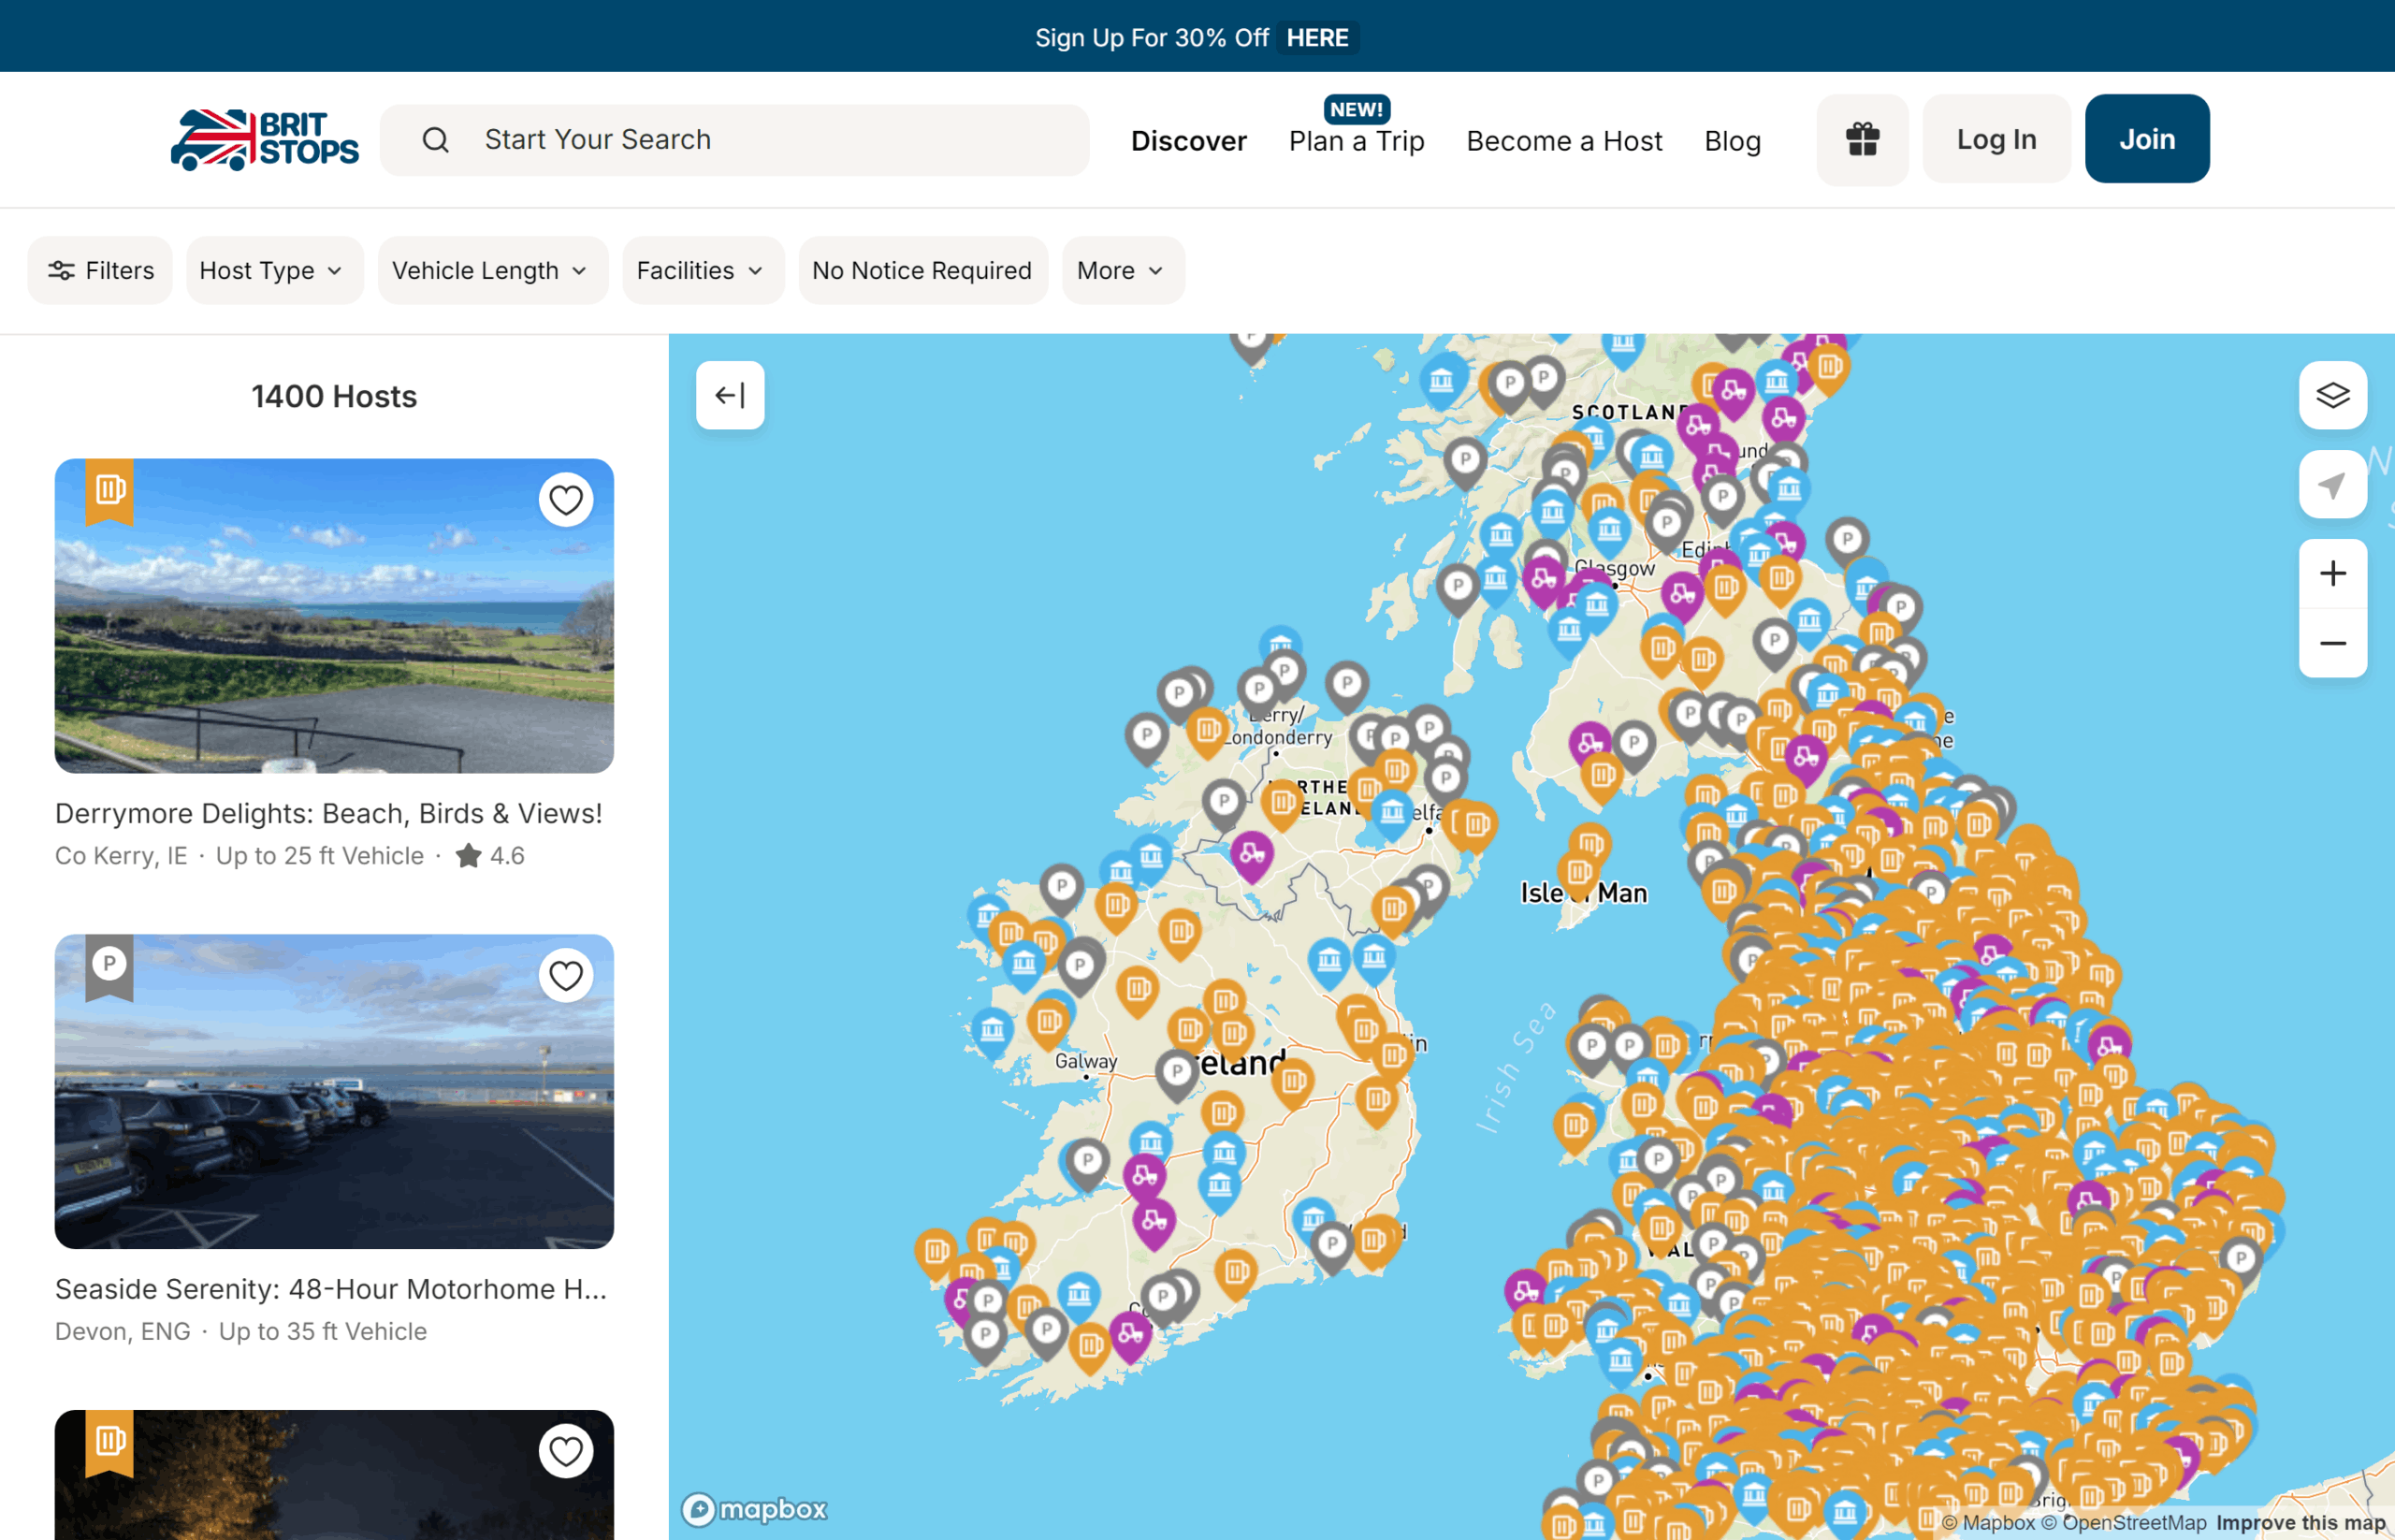 Sign Up For 30% Off HERE
BRIT
STOPS
Start Your Search
Discover
NEW!
Plan a Trip
Become a Host
Blog
Log In
Join
Filters
Host Type
Vehicle Length
Facilities
No Notice Required
More
1400 Hosts
Derrymore Delights: Beach, Birds & Views!
Co Kerry, IE · Up to 25 ft Vehicle · 4.6
P
Seaside Serenity: 48-Hour Motorhome H...
Devon, ENG · Up to 35 ft Vehicle
Glasgow
Londonderry
Isle Man
Galway
Irish Sea
mapbox
© Mapbox © OpenStreetMap Improve this map